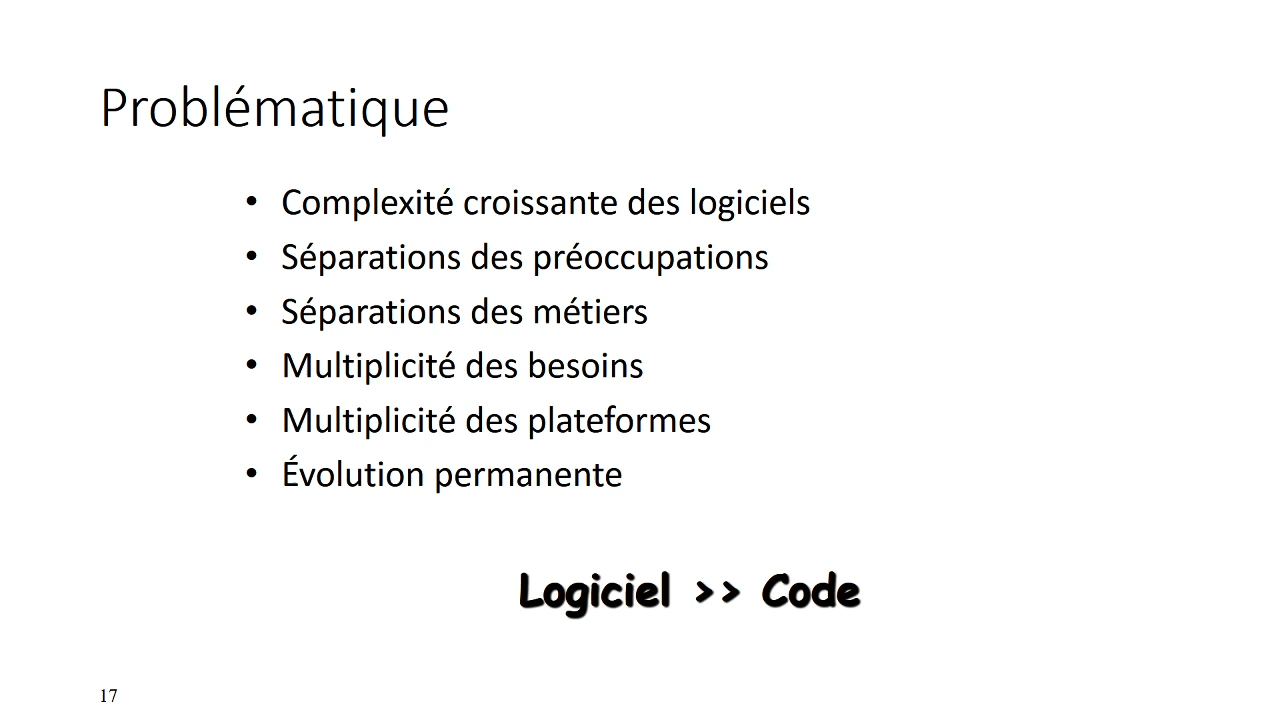 Problématique
• Complexité croissante des logiciels
• Séparations des préoccupations
• Séparations des métiers
• Multiplicité des besoins
• Multiplicité des plateformes
• Évolution permanente
Logiciel >> Code
17